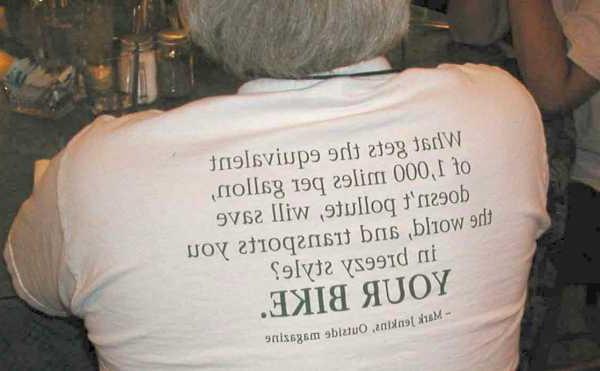 What gets the equivalent
of 1,000 miles per gallon,
doesn't pollute, will save
the world, and transports you
in breezy style?
YOUR BIKE.
- Mark Jenkins, Outside magazine